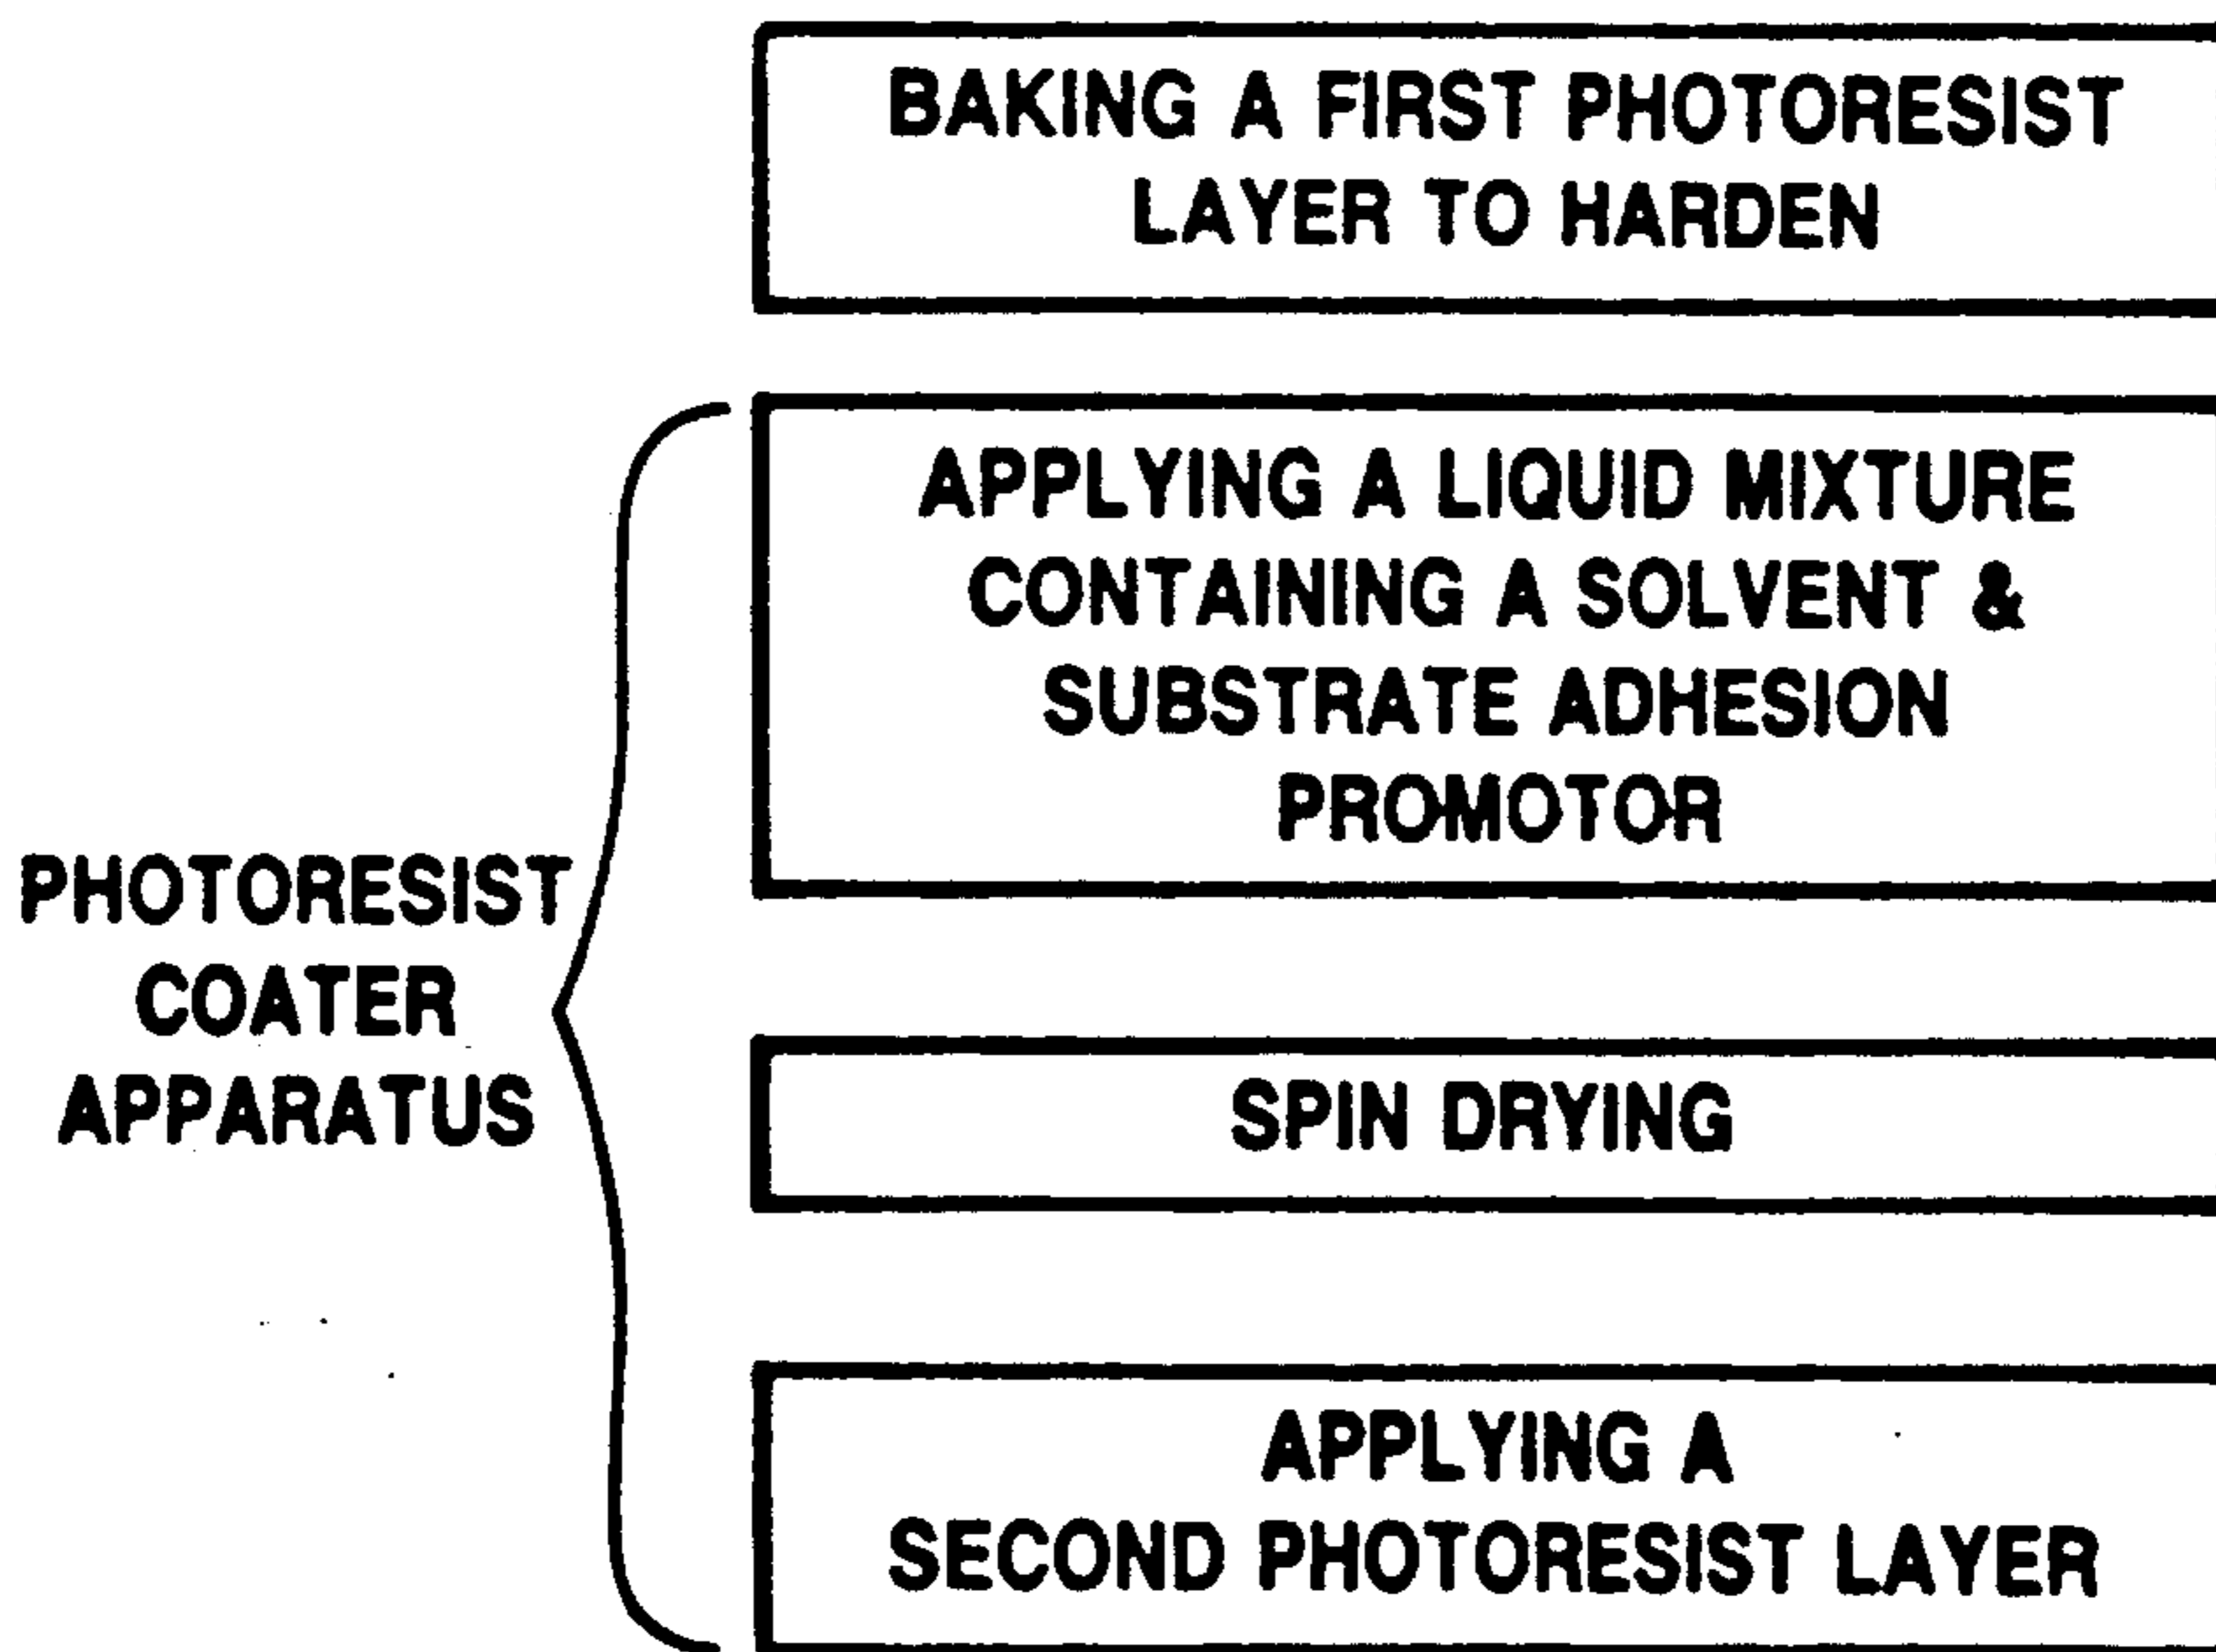 BAKING A FIRST PHOTORESIST
LAYER TO HARDEN
APPLYING A LIQUID MIXTURE
CONTAINING A SOLVENT &
SUBSTRATE ADHESION
PROMOTOR
PHOTORESIST
COATER
APPARATUS
SPIN DRYING
APPLYING A
SECOND PHOTORESIST LAYER